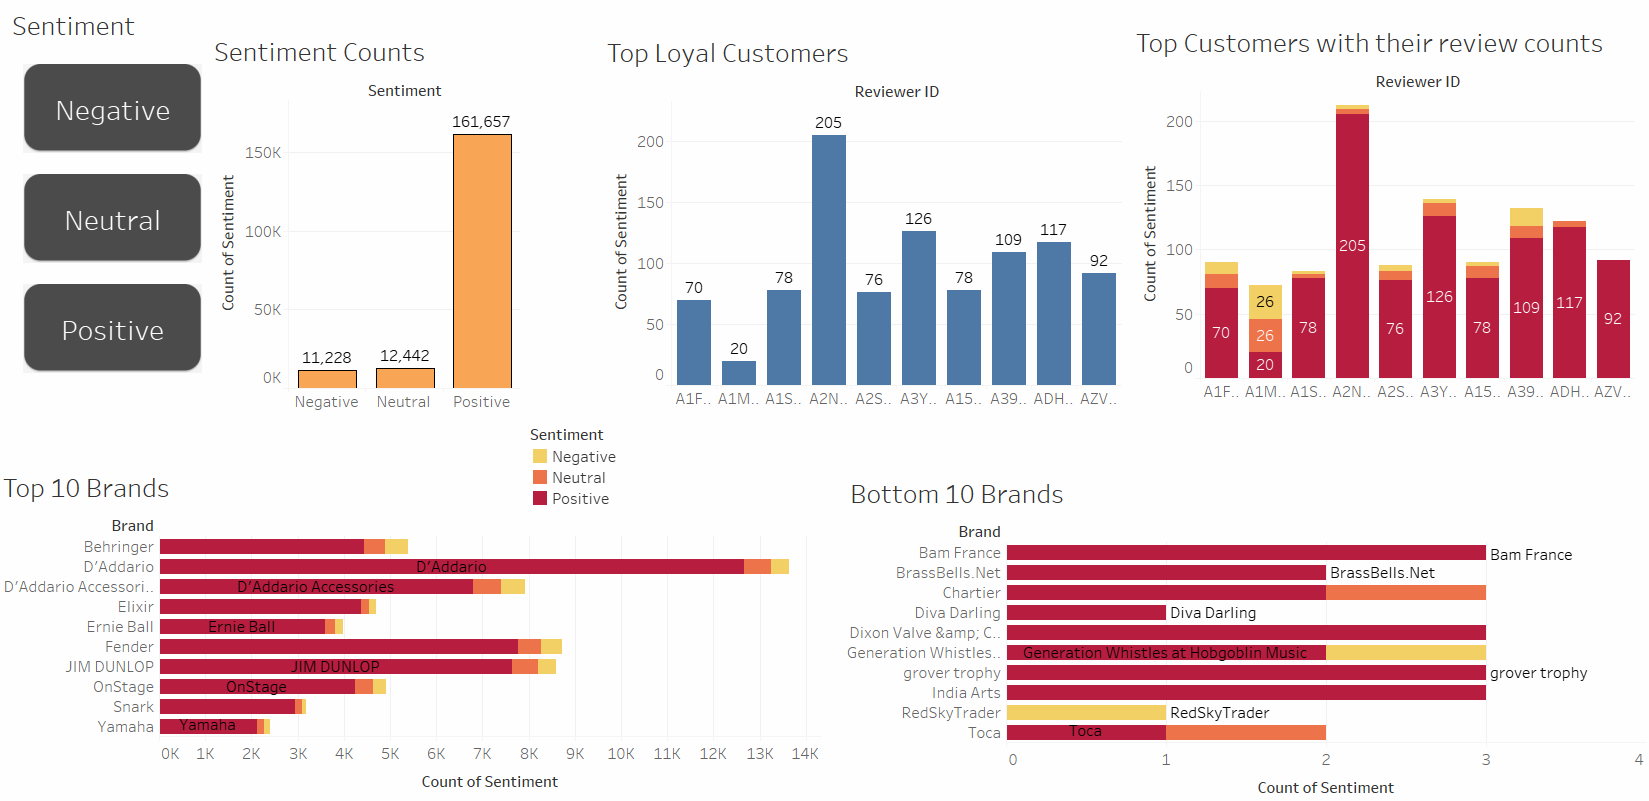 Sentiment
Negative
Neutral
Positive
Sentiment Counts
Sentiment
Count of Sentiment
150K
100K
50K
0K
11,228
12,442
161,657
Negative
Neutral
Positive
Top Loyal Customers
Reviewer ID
Count of Sentiment
200
150
100
50
0
70
20
78
205
76
126
78
109
117
92
A1F..
A1M..
A1S..
A2N..
A2S..
A3Y..
A15..
A39..
ADH..
AZV..
Top Customers with their review counts
Reviewer ID
Count of Sentiment
200
150
100
50
0
70
26
26
20
78
205
76
126
78
109
117
92
A1F..
A1M..
A1S..
A2N..
A2S..
A3Y..
A15..
A39..
ADH..
AZV..
Sentiment
Negative
Neutral
Positive
Top 10 Brands
Brand
Behringer
D'Addario
D'Addario
D'Addario Accessori..
D'Addario Accessories
Elixir
Ernie Ball
Ernie Ball
Fender
JIM DUNLOP
JIM DUNLOP
OnStage
OnStage
Snark
Yamaha
Yamaha
0K
1K
2K
3K
4K
5K
6K
7K
8K
9K
10K
11K
12K
13K
14K
Count of Sentiment
Bottom 10 Brands
Brand
Bam France
Bam France
BrassBells.Net
BrassBells.Net
Chartier
Diva Darling
Diva Darling
Dixon Valve &amp; C..
Generation Whistles..
Generation Whistles at Hobgoblin Music
grover trophy
grover trophy
India Arts
RedSkyTrader
RedSkyTrader
Toca
Toca
0
1
2
3
4
Count of Sentiment